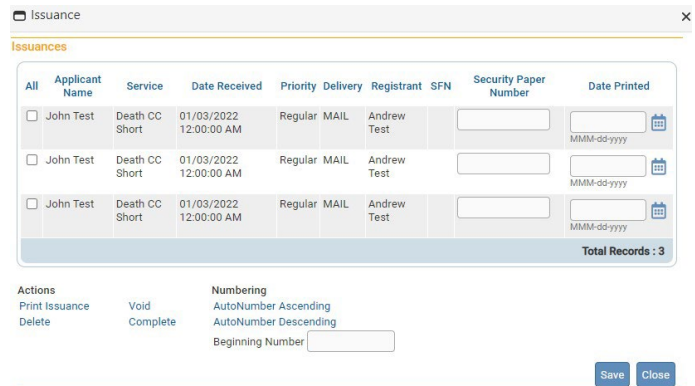 Issuance
Issuances
All Applicant Name Service Date Received Priority Delivery Registrant SFN Security Paper Number Date Printed
John Test Death CC Short 01/03/2022 12:00:00 AM Regular MAIL Andrew Test
MMM-dd-yyyy
John Test Death CC Short 01/03/2022 12:00:00 AM Regular MAIL Andrew Test
MMM-dd-yyyy
John Test Death CC Short 01/03/2022 12:00:00 AM Regular MAIL Andrew Test
MMM-dd-yyyy
Total Records : 3
Actions Numbering
Print Issuance Void AutoNumber Ascending
Delete Complete AutoNumber Descending
Beginning Number
Save Close